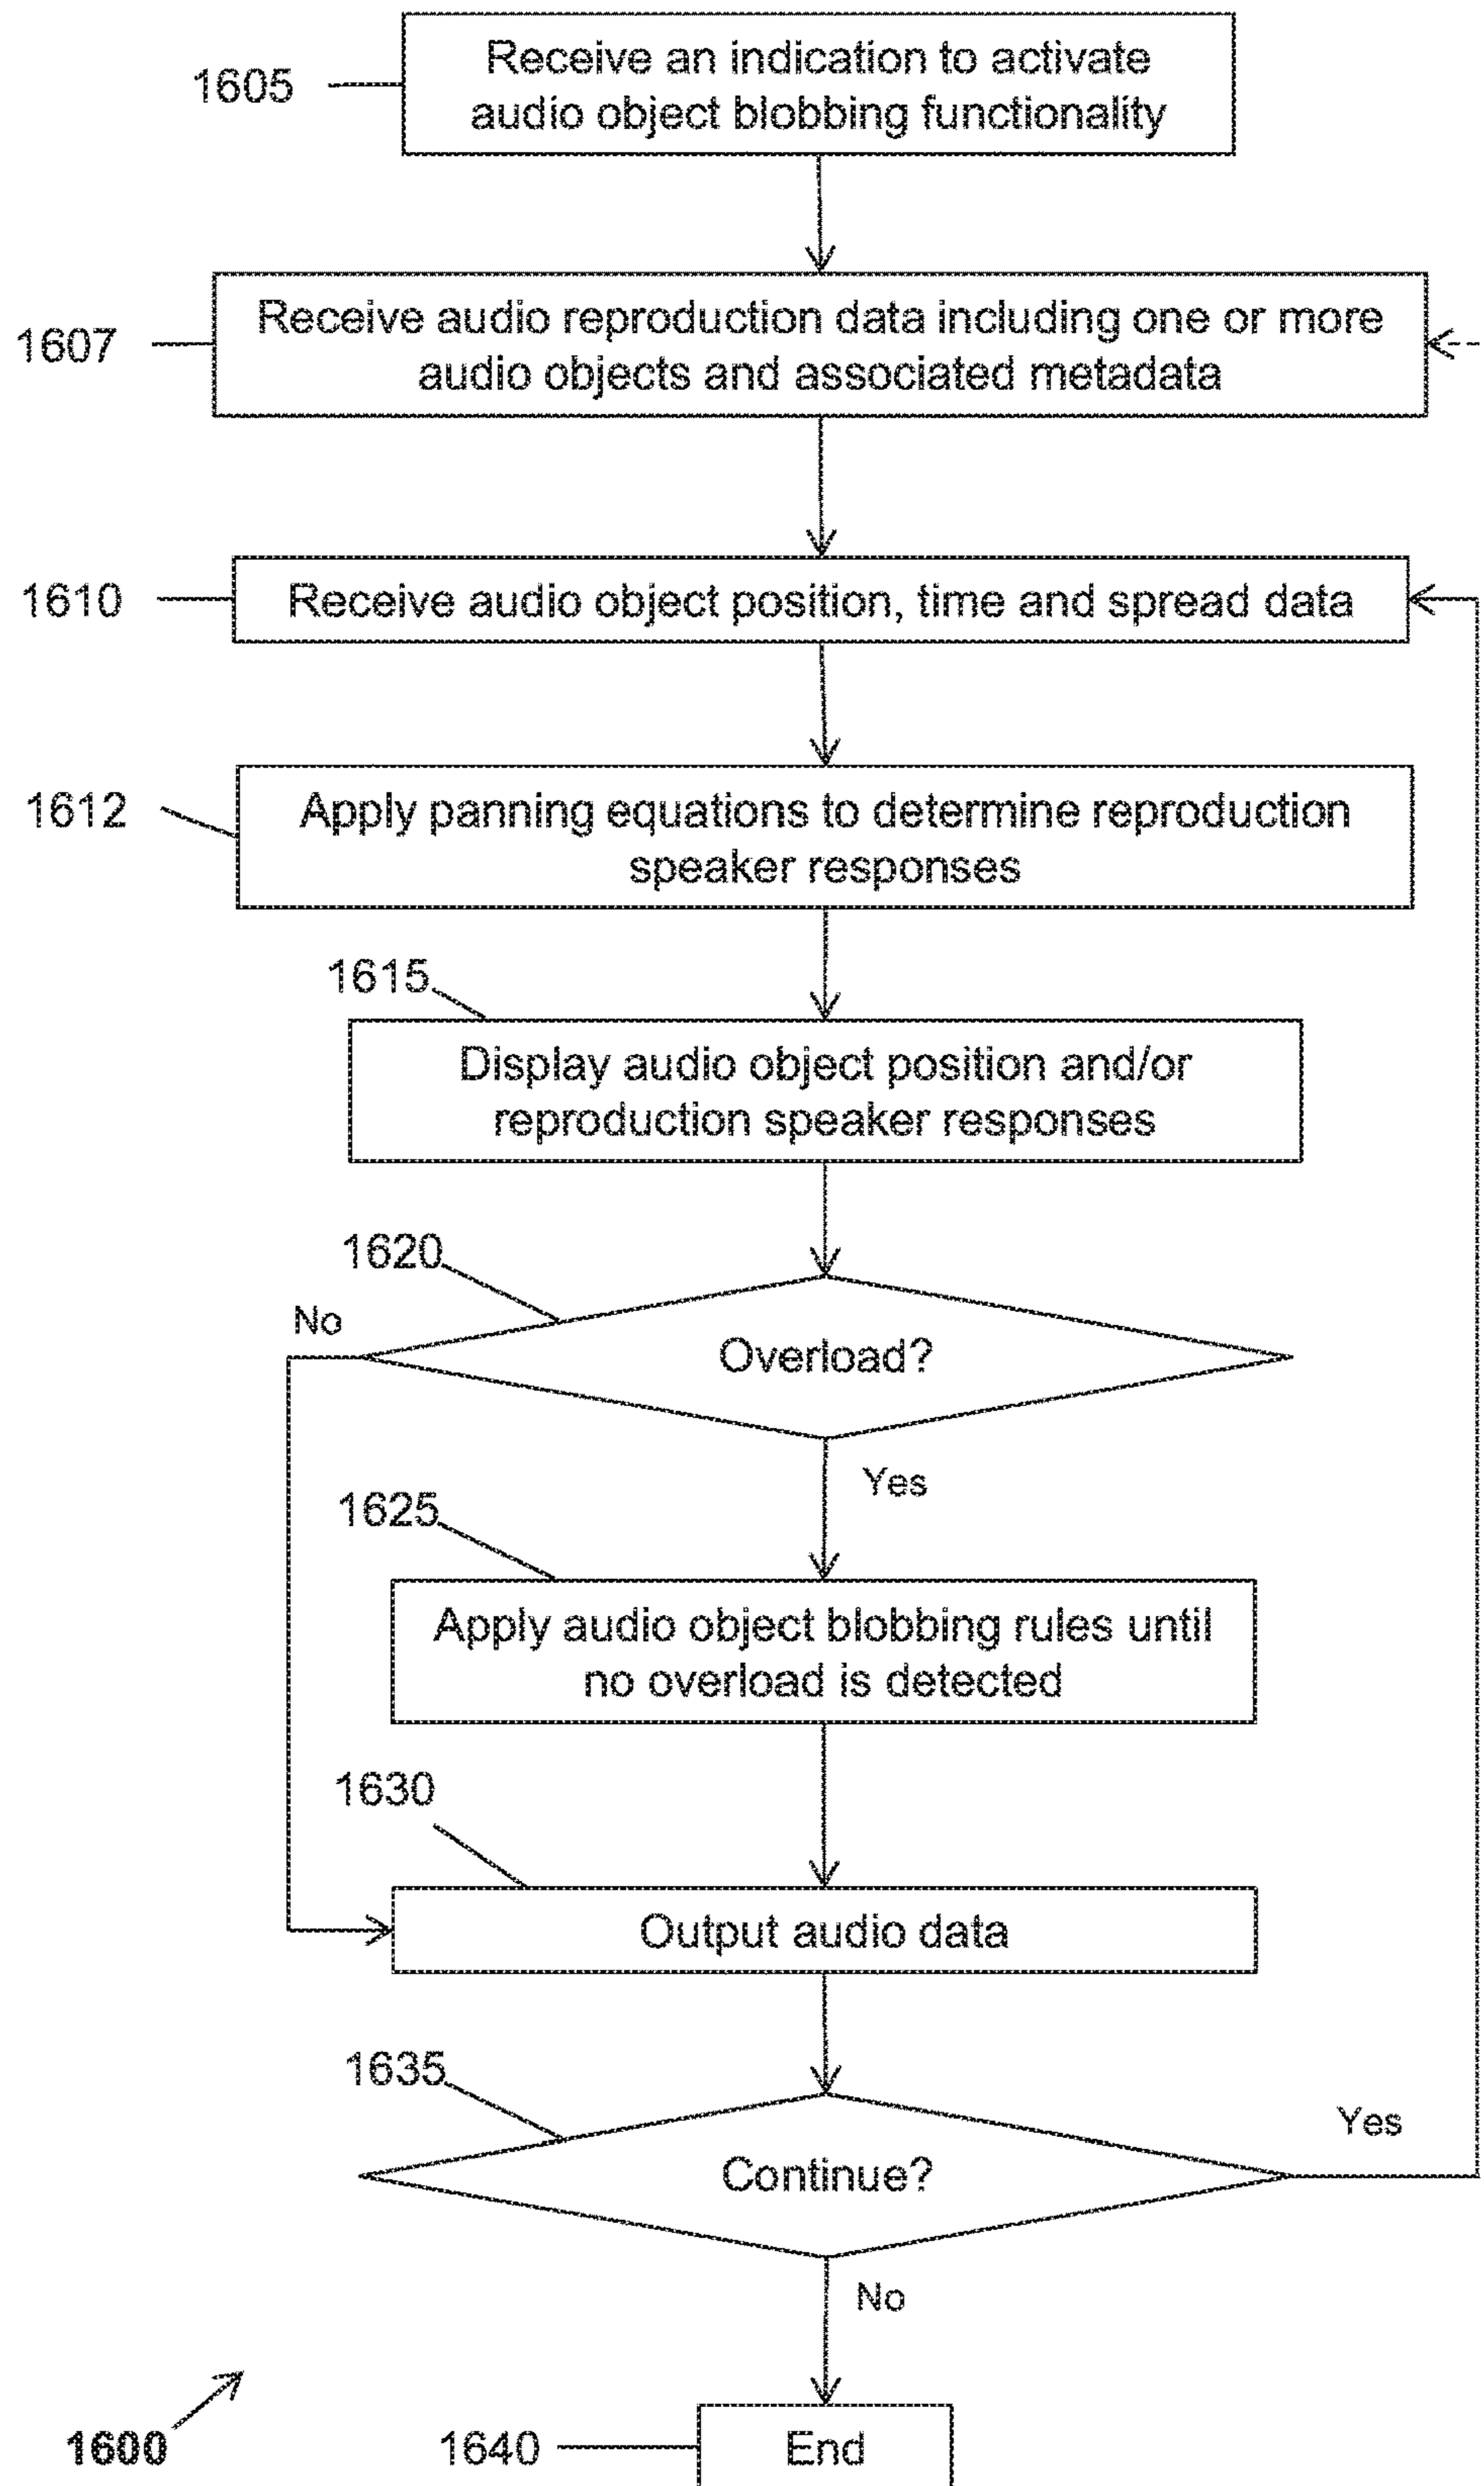 1605
Receive an indication to activate
audio object blobbing functionality
1607
Receive audio reproduction data including one or more
audio objects and associated metadata
1610
Receive audio object position, time and spread data
1612
Apply panning equations to determine reproduction
speaker responses
1615
Display audio object position and/or
reproduction speaker responses
1620
No
Overload?
Yes
1625
Apply audio object blobbing rules until
no overload is detected
1630
Output audio data
1635
Yes
Continue?
No
1600
1640
End